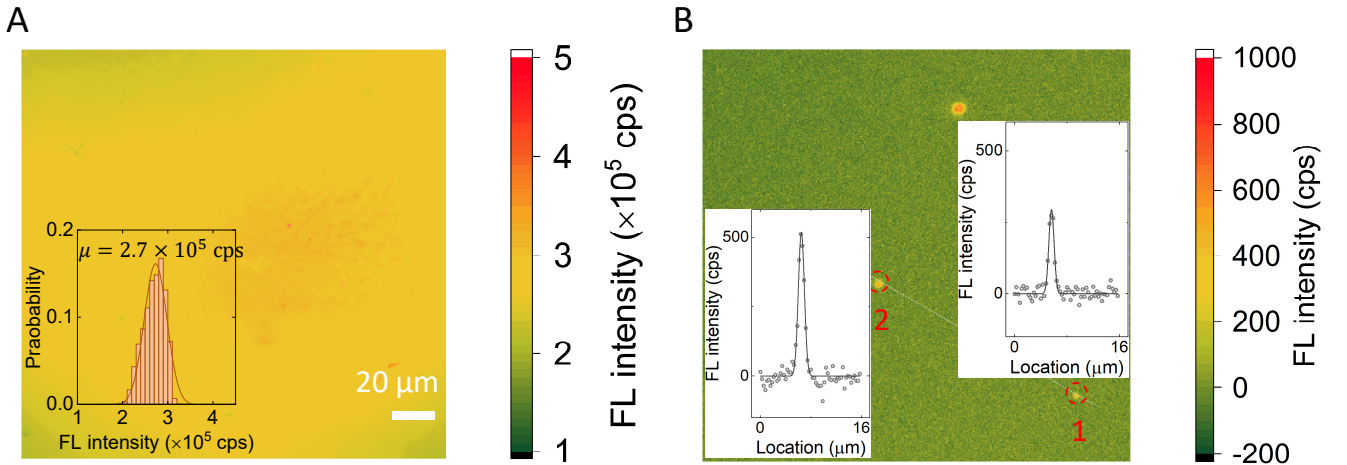 A
5
4
3
2
1
FL intensity (×10⁵ cps)
0.2
0.1
0.0
Praobability
μ = 2.7 × 10⁵ cps
1 2 3 4
FL intensity (×10⁵ cps)
20 μm
B
1000
800
600
400
200
0
-200
FL intensity (cps)
500
0
FL intensity (cps)
0 16
Location (μm)
2
500
0
FL intensity (cps)
0 16
Location (μm)
1